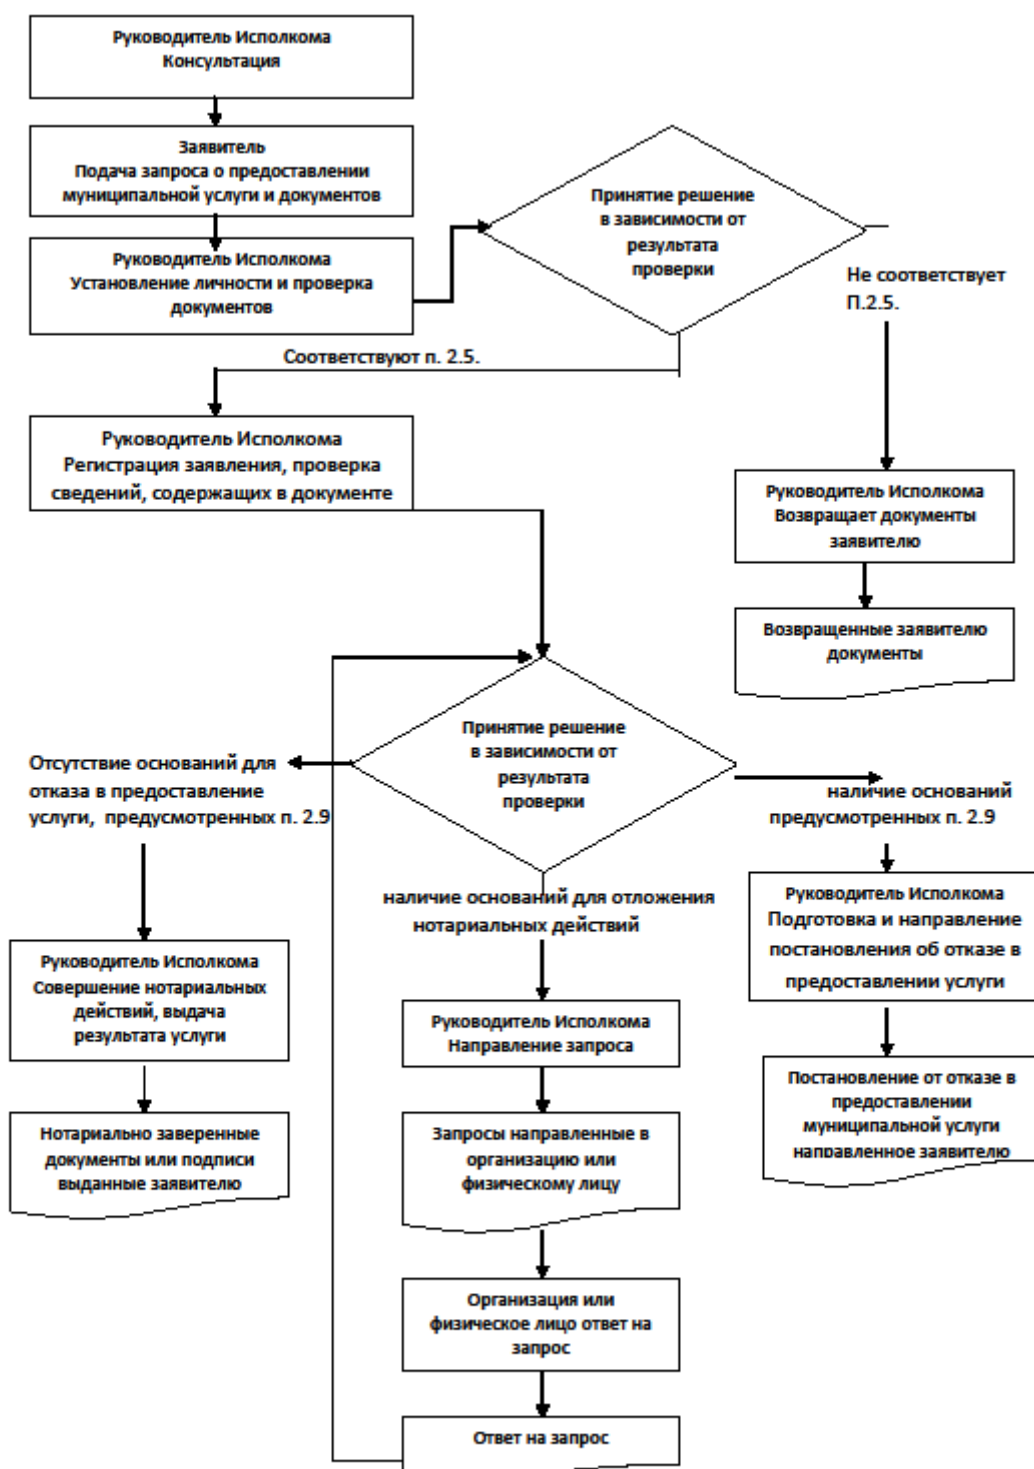 Руководитель Исполкома
Консультация
Заявитель
Подача запроса о предоставлении
муниципальной услуги и документов
Руководитель Исполкома
Установление личности и проверка
документов
Принятие решение
в зависимости от
результата
проверки
Не соответствует
П.2.5.
Соответствуют п. 2.5.
Руководитель Исполкома
Регистрация заявления, проверка
сведений, содержащих в документе
Руководитель Исполкома
Возвращает документы
заявителю
Возвращенные заявителю
документы
Принятие решение
в зависимости от
результата
проверки
Отсутствие оснований для
отказа в предоставление
услуги, предусмотренных п. 2.9
наличие оснований
предусмотренных п. 2.9
наличие оснований для отложения
нотариальных действий
Руководитель Исполкома
Подготовка и направление
постановления об отказе в
предоставлении услуги
Руководитель Исполкома
Совершение нотариальных
действий, выдача
результата услуги
Руководитель Исполкома
Направление запроса
Постановление от отказе в
предоставлении
муниципальной услуги
направленное заявителю
Нотариально заверенные
документы или подписи
выданные заявителю
Запросы направленные в
организацию или
физическому лицу
Организация или
физическое лицо ответ на
запрос
Ответ на запрос